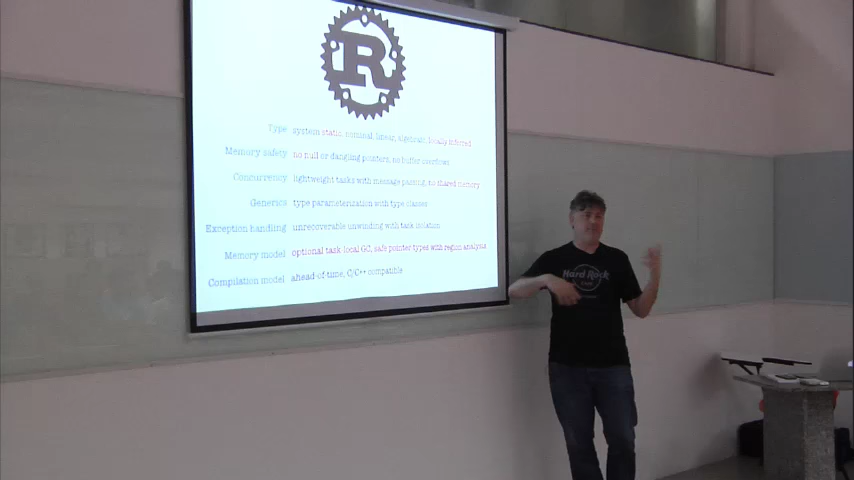 R
Type system static, nominal, linear, algebraic, locally inferred
Memory safety no null or dangling pointers, no buffer overflows
Concurrency lightweight tasks with message passing, no shared memory
Generics type parameterization with type classes
Exception handling unrecoverable unwinding with task isolation
Memory model optional task-local GC, safe pointer types with region analysis
Compilation model ahead-of-time, C/C++ compatible
Hard Rock
Cafe